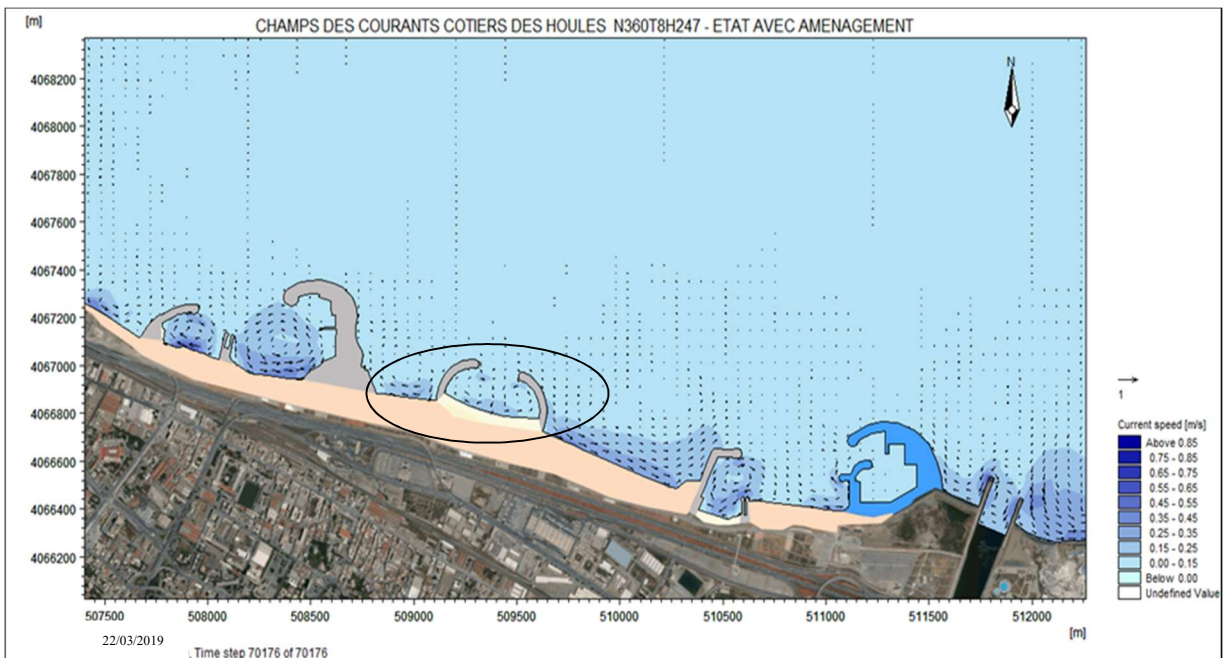 [m]
CHAMPS DES COURANTS COTIERS DES HOULES N360T8H247 - ETAT AVEC AMENAGEMENT
N
4068200
4068000
4067800
4067600
4067400
4067200
4067000
4066800
4066600
4066400
4066200
1
Current speed [m/s]
Above 0.85
0.75 - 0.85
0.65 - 0.75
0.55 - 0.65
0.45 - 0.55
0.35 - 0.45
0.25 - 0.35
0.15 - 0.25
0.00 - 0.15
Below 0.00
Undefined Value
507500 508000 508500 509000 509500 510000 510500 511000 511500 512000
[m]
22/03/2019
, Time step 70176 of 70176